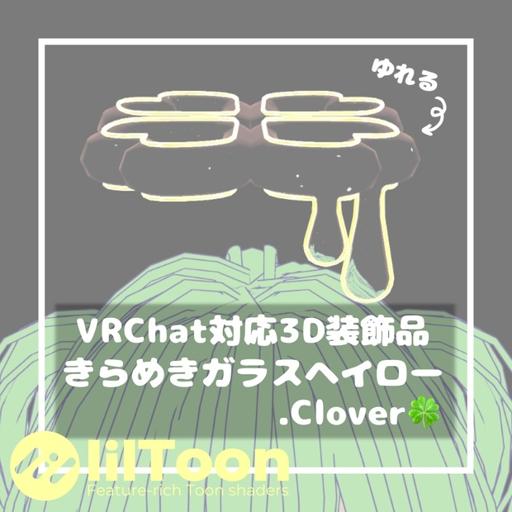 ゆれる
VRChat対応3D装飾品
きらめきガラスヘイロー
.Clover🍀
lilToon
Feature-rich Toon shaders